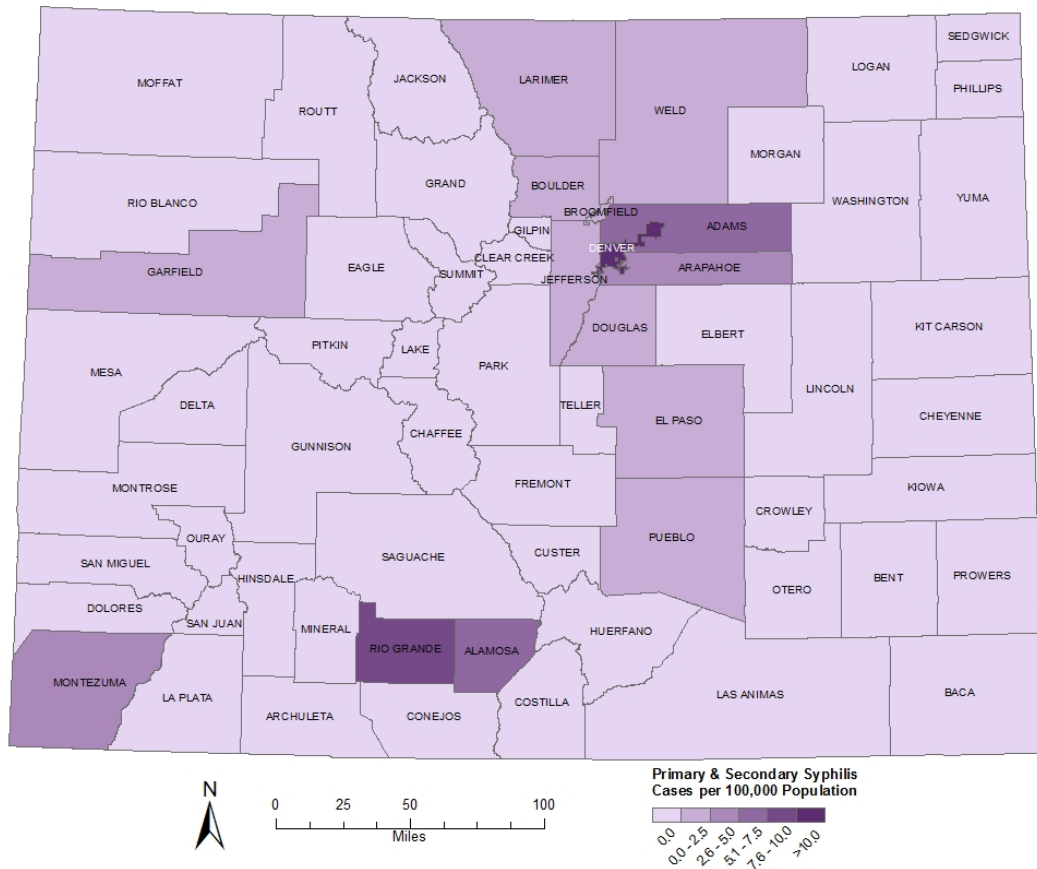 SEDGWICK
LOGAN
JACKSON
LARIMER
MOFFAT
PHILLIPS
ROUTT
WELD
MORGAN
GRAND
BOULDER
YUMA
RIO BLANCO
WASHINGTON
BROOMFIELD
GILPIN
ADAMS
DENVER
CLEAR CREEK
EAGLE
ARAPAHOE
GARFIELD
SUMMIT
JEFFERSON
DOUGLAS
KIT CARSON
ELBERT
PITKIN
LAKE
PARK
MESA
LINCOLN
DELTA
TELLER
CHEYENNE
EL PASO
CHAFFEE
GUNNISON
FREMONT
MONTROSE
KIOWA
CROWLEY
PUEBLO
OURAY
CUSTER
SAGUACHE
SAN MIGUEL
BENT
PROWERS
HINSDALE
OTERO
DOLORES
SAN JUAN
MINERAL
HUERFANO
RIO GRANDE
ALAMOSA
MONTEZUMA
LA PLATA
COSTILLA
LAS ANIMAS
BACA
ARCHULETA
CONEJOS
N
0 25 50 100
Miles
Primary & Secondary Syphilis
Cases per 100,000 Population
0.0
0.0 - 2.5
2.6 - 5.0
5.1 - 7.5
7.6 - 10.0
>10.0